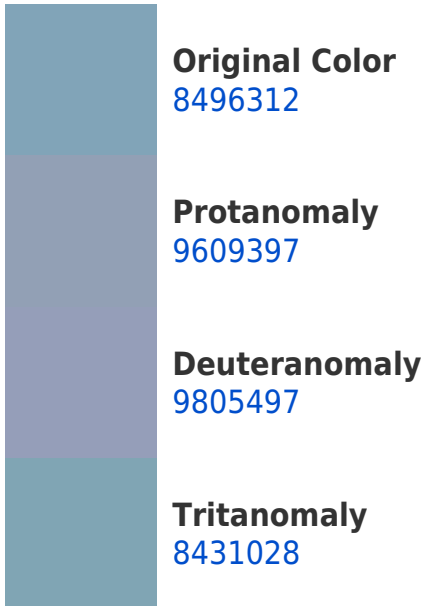 Original Color
8496312
Protanomaly
9609397
Deuteranomaly
9805497
Tritanomaly
8431028